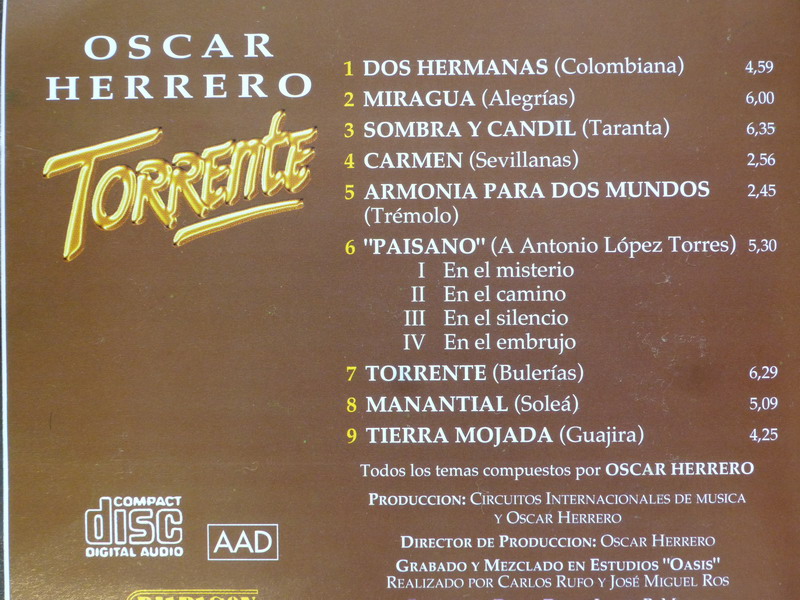 OSCAR
HERRERO
TORRENTE
1 DOS HERMANAS (Colombiana) 4,59
2 MIRAGUA (Alegrías) 6,00
3 SOMBRA Y CANDIL (Taranta) 6,35
4 CARMEN (Sevillanas) 2,56
5 ARMONIA PARA DOS MUNDOS 2,45
(Trémolo)
6 "PAISANO" (A Antonio López Torres) 5,30
I En el misterio
II En el camino
III En el silencio
IV En el embrujo
7 TORRENTE (Bulerías) 6,29
8 MANANTIAL (Soleá) 5,09
9 TIERRA MOJADA (Guajira) 4,25
Todos los temas compuestos por OSCAR HERRERO
PRODUCCION: CIRCUITOS INTERNACIONALES DE MUSICA
Y OSCAR HERRERO
DIRECTOR DE PRODUCCION: OSCAR HERRERO
GRABADO Y MEZCLADO EN ESTUDIOS "OASIS"
REALIZADO POR CARLOS RUFO Y JOSÉ MIGUEL ROS
COMPACT
disc
DIGITAL AUDIO
AAD